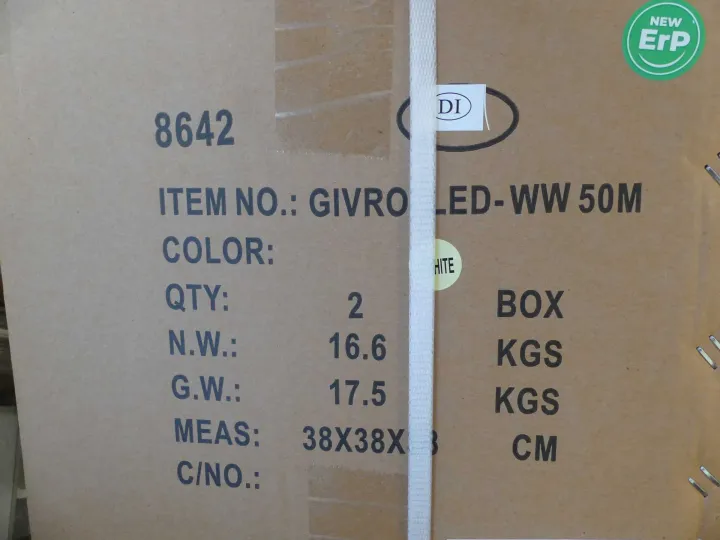 NEW
ErP
DI
8642
ITEM NO.: GIVRO LED-WW 50M
COLOR:
QTY: 2 BOX
N.W.: 16.6 KGS
G.W.: 17.5 KGS
MEAS: 38X38X 8 CM
C/NO.: